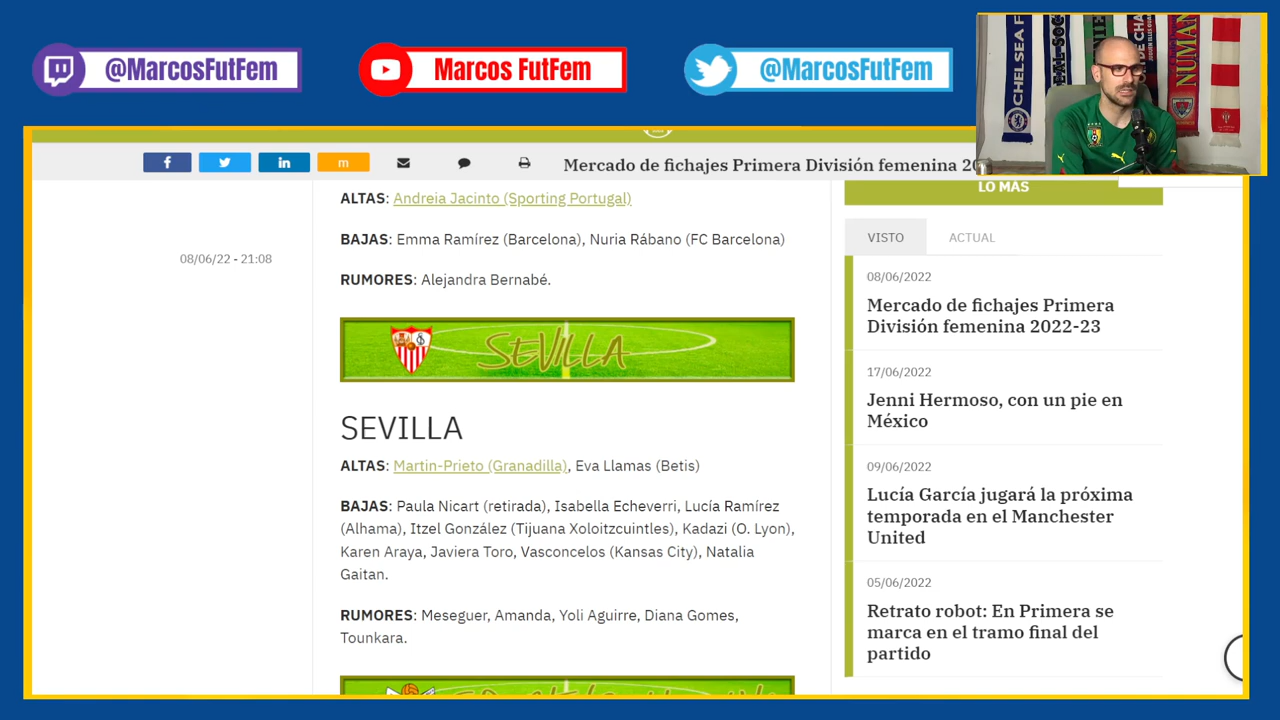 @MarcosFutFem
Marcos FutFem
@MarcosFutFem
CHELSEA F
NUMAN
Mercado de fichajes Primera División femenina 20
08/06/22 - 21:08
ALTAS: Andreia Jacinto (Sporting Portugal)
BAJAS: Emma Ramírez (Barcelona), Nuria Rábano (FC Barcelona)
RUMORES: Alejandra Bernabé.
SEVILLA
SEVILLA
ALTAS: Martin-Prieto (Granadilla), Eva Llamas (Betis)
BAJAS: Paula Nicart (retirada), Isabella Echeverri, Lucía Ramírez
(Alhama), Itzel González (Tijuana Xoloitzcuintles), Kadazi (O. Lyon),
Karen Araya, Javiera Toro, Vasconcelos (Kansas City), Natalia
Gaitan.
RUMORES: Meseguer, Amanda, Yoli Aguirre, Diana Gomes,
Tounkara.
LO MÁS
VISTO
ACTUAL
08/06/2022
Mercado de fichajes Primera
División femenina 2022-23
17/06/2022
Jenni Hermoso, con un pie en
México
09/06/2022
Lucía García jugará la próxima
temporada en el Manchester
United
05/06/2022
Retrato robot: En Primera se
marca en el tramo final del
partido